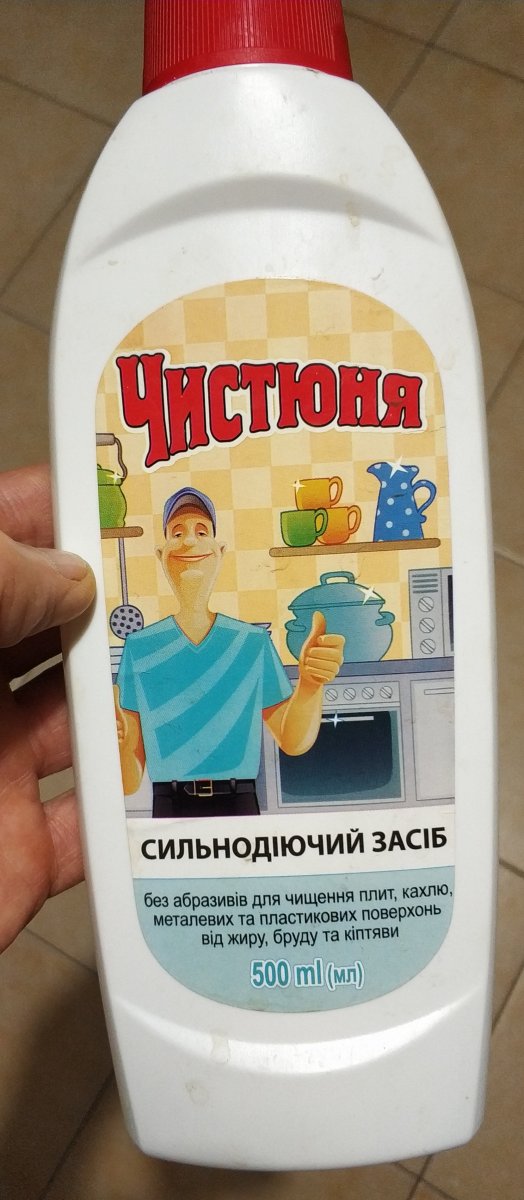 Чистюня
СИЛЬНОДІЮЧИЙ ЗАСІБ
без абразивів для чищення плит, кахлю,
металевих та пластикових поверхонь
від жиру, бруду та кіптяви
500 ml (мл)